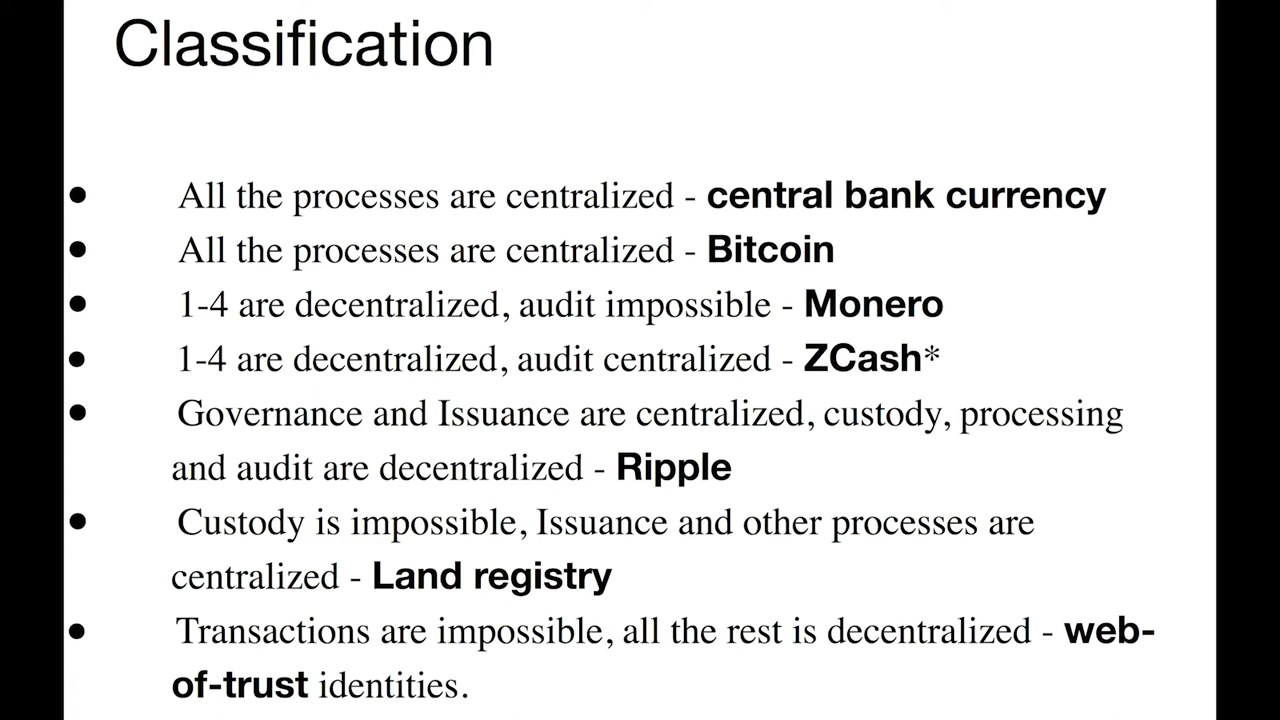 Classification
• All the processes are centralized - central bank currency
• All the processes are centralized - Bitcoin
• 1-4 are decentralized, audit impossible - Monero
• 1-4 are decentralized, audit centralized - ZCash*
• Governance and Issuance are centralized, custody, processing
and audit are decentralized - Ripple
• Custody is impossible, Issuance and other processes are
centralized - Land registry
• Transactions are impossible, all the rest is decentralized - web-
of-trust identities.